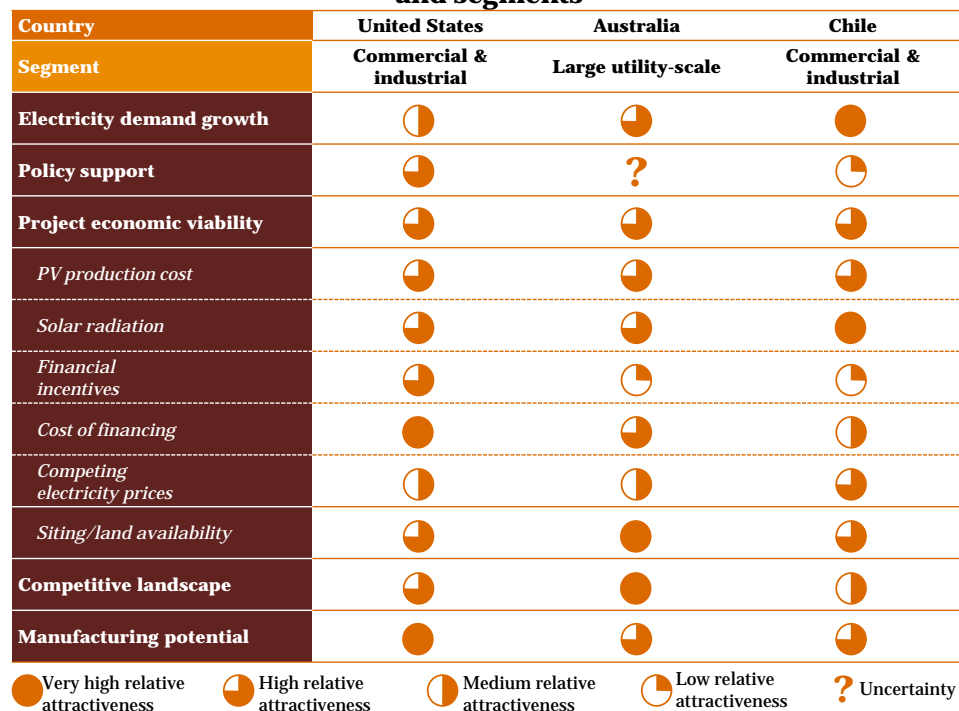 and segments
Country United States Australia Chile
Segment Commercial & industrial Large utility-scale Commercial & industrial
Electricity demand growth
Policy support ?
Project economic viability
PV production cost
Solar radiation
Financial
incentives
Cost of financing
Competing
electricity prices
Siting/land availability
Competitive landscape
Manufacturing potential
Very high relative
attractiveness
High relative
attractiveness
Medium relative
attractiveness
Low relative
attractiveness
? Uncertainty